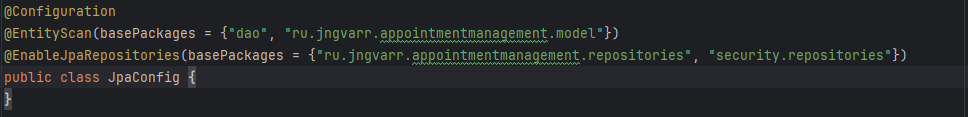 @Configuration
@EntityScan(basePackages = {"dao", "ru.jngvarr.appointmentmanagement.model"})
@EnableJpaRepositories(basePackages = {"ru.jngvarr.appointmentmanagement.repositories", "security.repositories"})
public class JpaConfig {
}